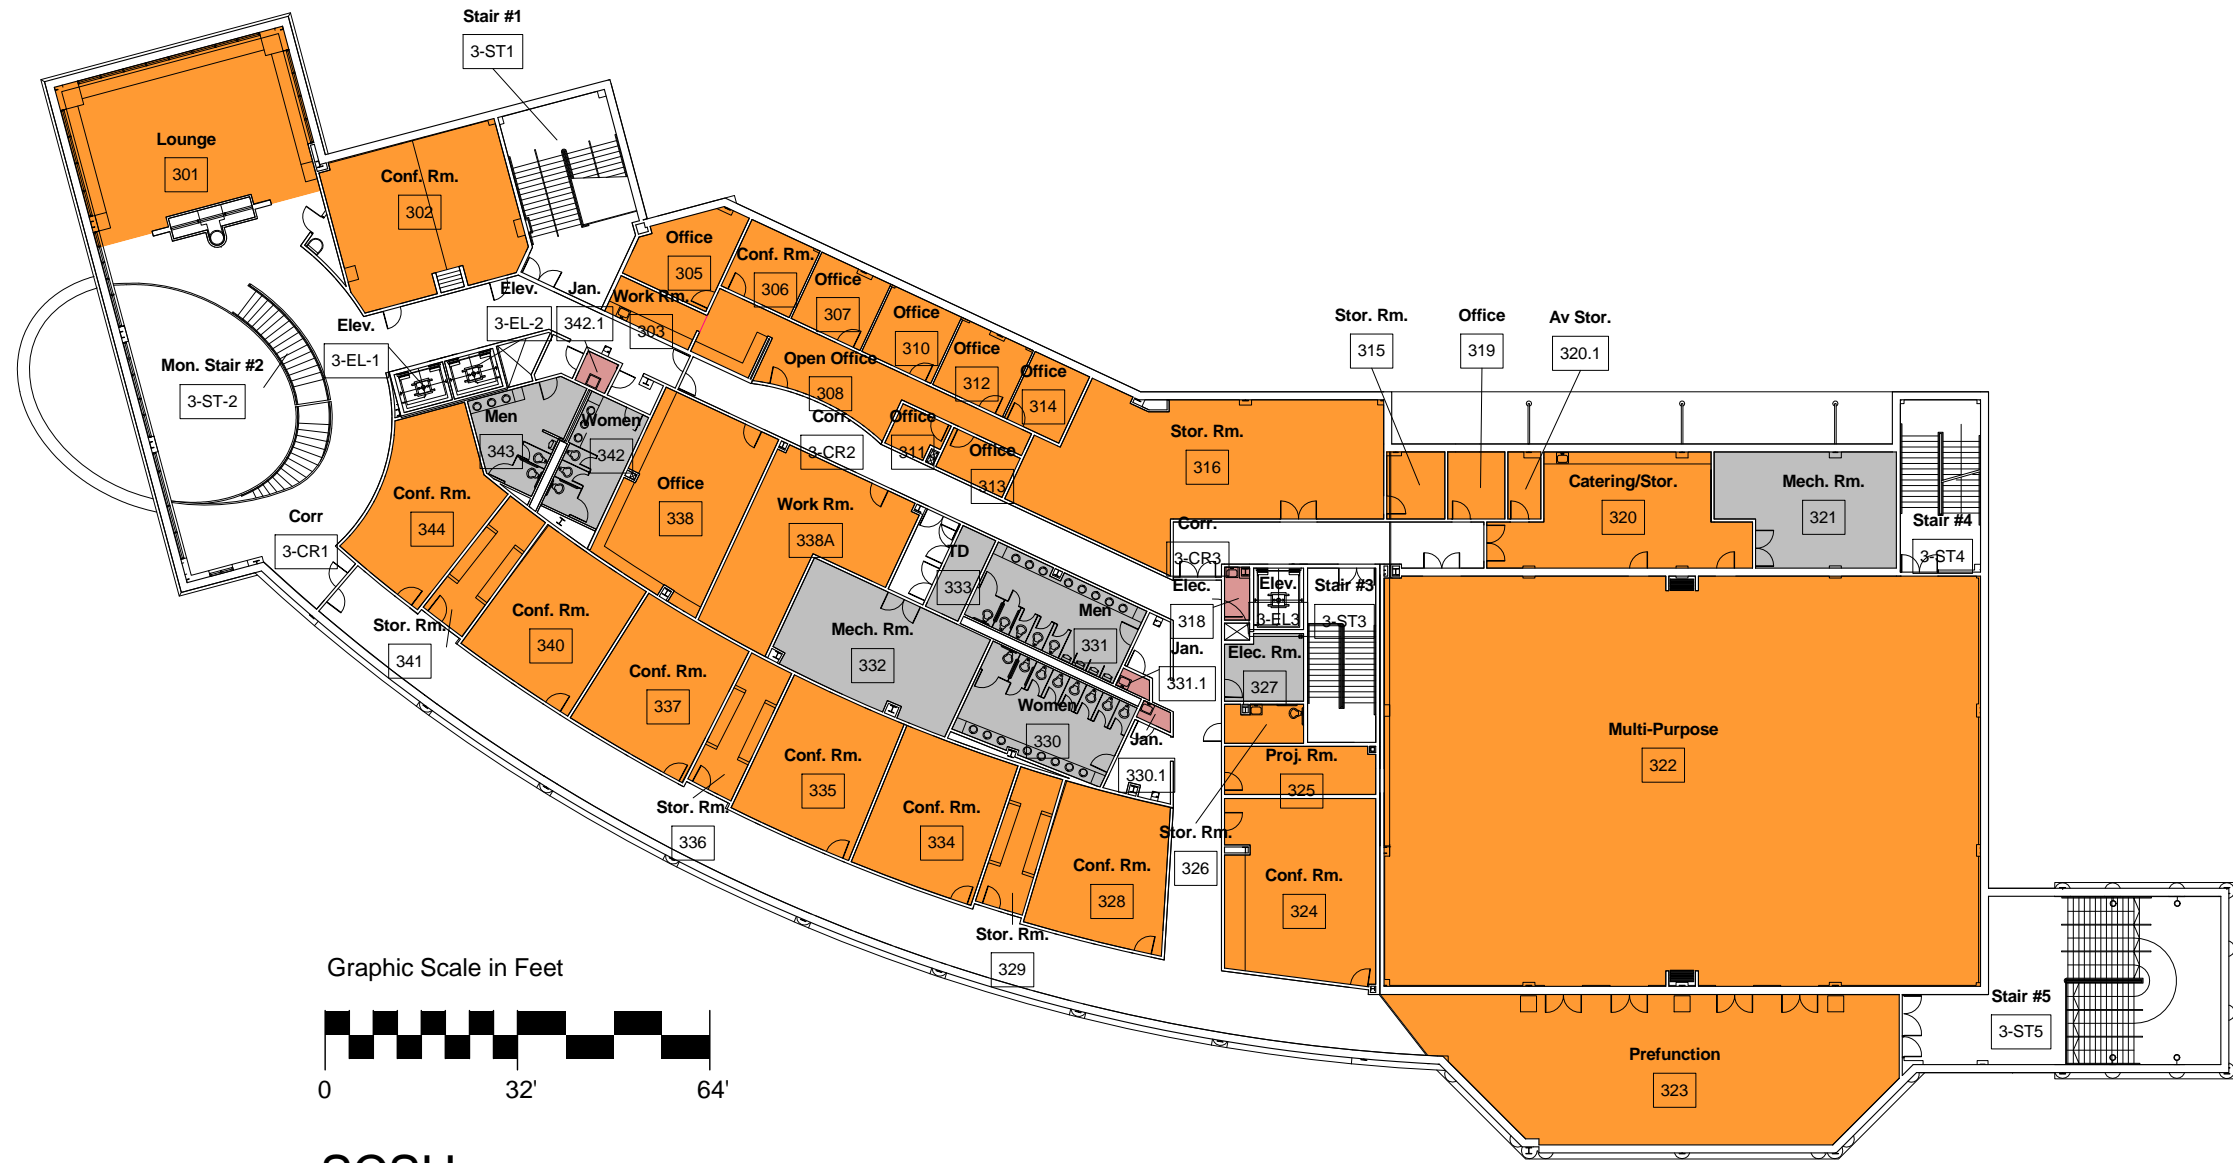 Stair #1
3-ST1
Lounge
301
Conf. Rm.
302
Office
305
Conf. Rm.
306
Office
307
Office
310
Office
312
Office
314
Work Rm.
303
Elev.
3-EL-2
Jan.
342.1
Elev.
3-EL-1
Mon. Stair #2
3-ST-2
Open Office
308
Corr.
3-CR2
Office
311
Office
313
Stor. Rm.
316
Stor. Rm.
315
Office
319
Av Stor.
320.1
Catering/Stor.
320
Mech. Rm.
321
Stair #4
3-ST4
Men
343
Women
342
Office
338
Work Rm.
338A
Conf. Rm.
344
Corr
3-CR1
TD
333
Men
331
Corr.
3-CR3
Elec.
318
Elev.
3-EL3
Stair #3
3-ST3
Stor. Rm.
341
Conf. Rm.
340
Conf. Rm.
337
Mech. Rm.
332
Women
330
Jan.
331.1
Elec. Rm.
327
Jan.
330.1
Proj. Rm.
325
Multi-Purpose
322
Stor. Rm.
336
Conf. Rm.
335
Conf. Rm.
334
Stor. Rm.
326
Conf. Rm.
328
Conf. Rm.
324
Stor. Rm.
329
Stair #5
3-ST5
Prefunction
323
Graphic Scale in Feet
0 32' 64'